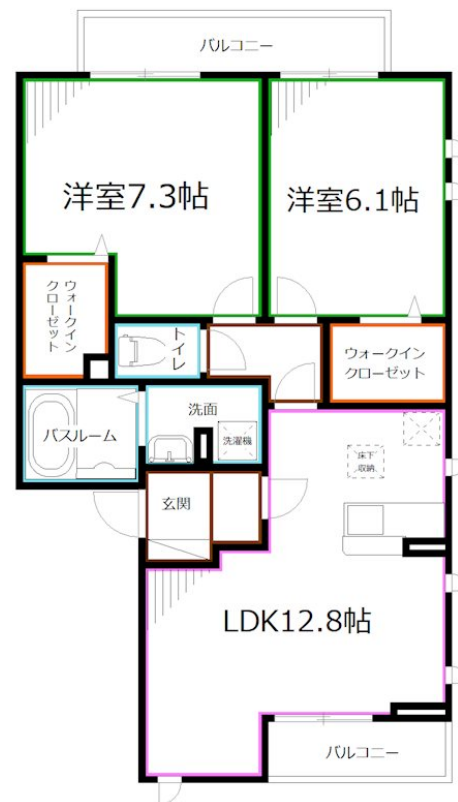 バルコニー
洋室7.3帖
洋室6.1帖
ウォークイン
クローゼット
トイレ
ウォークイン
クローゼット
洗面
バスルーム
洗濯機
床下
収納
玄関
LDK12.8帖
バルコニー